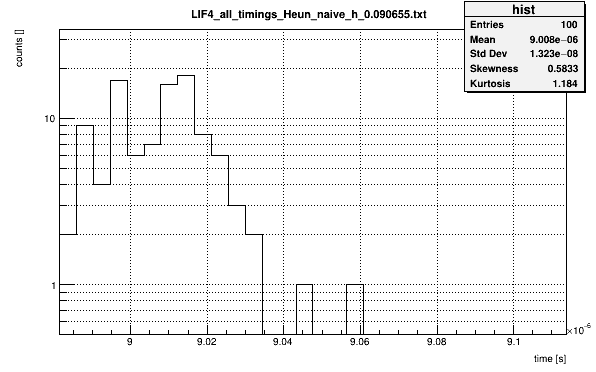 LIF4_all_timings_Heun_naive_h_0.090655.txt
hist
Entries 100
Mean 9.008e−06
Std Dev 1.323e−08
Skewness 0.5833
Kurtosis 1.184
counts []
10
1
9 9.02 9.04 9.06 9.08 9.1
×10⁻⁶
time [s]